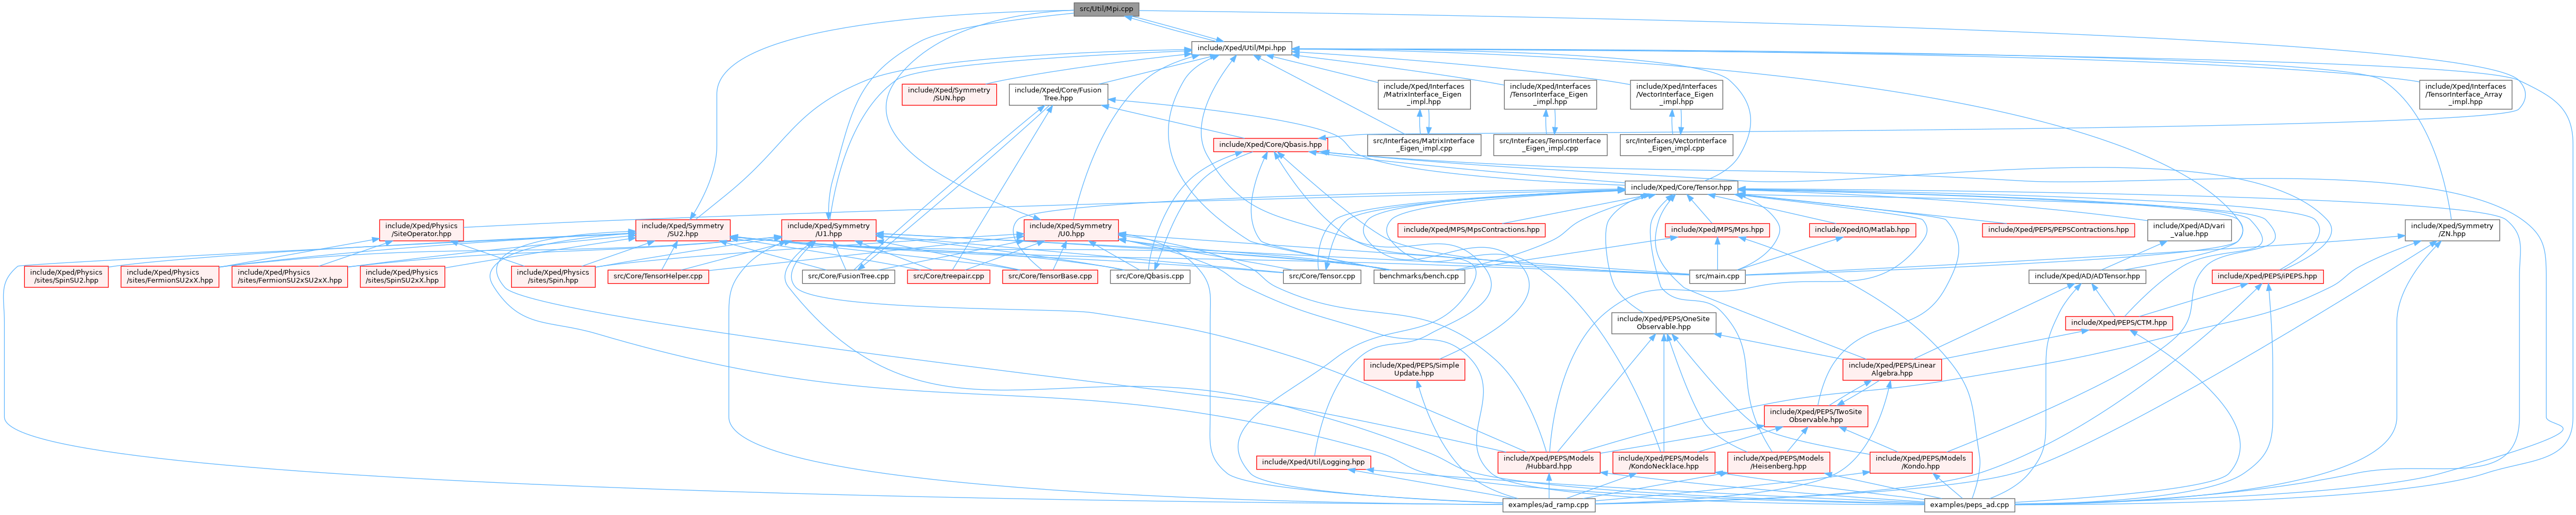 src/Util/Mpi.cpp
include/Xped/Util/Mpi.hpp
include/Xped/Symmetry
/SUN.hpp
include/Xped/Core/Fusion
Tree.hpp
include/Xped/Interfaces
/MatrixInterface_Eigen
_impl.hpp
include/Xped/Interfaces
/TensorInterface_Eigen
_impl.hpp
include/Xped/Interfaces
/VectorInterface_Eigen
_impl.hpp
include/Xped/Interfaces
/TensorInterface_Array
_impl.hpp
include/Xped/Core/Qbasis.hpp
src/Interfaces/MatrixInterface
_Eigen_impl.cpp
src/Interfaces/TensorInterface
_Eigen_impl.cpp
src/Interfaces/VectorInterface
_Eigen_impl.cpp
include/Xped/Core/Tensor.hpp
include/Xped/Physics
/SiteOperator.hpp
include/Xped/Symmetry
/SU2.hpp
include/Xped/Symmetry
/U1.hpp
include/Xped/Symmetry
/U0.hpp
include/Xped/MPS/MpsContractions.hpp
include/Xped/MPS/Mps.hpp
include/Xped/IO/Matlab.hpp
include/Xped/PEPS/PEPSContractions.hpp
include/Xped/AD/vari
_value.hpp
include/Xped/Symmetry
/ZN.hpp
include/Xped/Physics
/sites/SpinSU2.hpp
include/Xped/Physics
/sites/FermionSU2xX.hpp
include/Xped/Physics
/sites/FermionSU2xSU2xX.hpp
include/Xped/Physics
/sites/SpinSU2xX.hpp
include/Xped/Physics
/sites/Spin.hpp
src/Core/TensorHelper.cpp
src/Core/FusionTree.cpp
src/Core/treepair.cpp
src/Core/TensorBase.cpp
src/Core/Qbasis.cpp
src/Core/Tensor.cpp
benchmarks/bench.cpp
src/main.cpp
include/Xped/AD/ADTensor.hpp
include/Xped/PEPS/iPEPS.hpp
include/Xped/PEPS/OneSite
Observable.hpp
include/Xped/PEPS/CTM.hpp
include/Xped/PEPS/Simple
Update.hpp
include/Xped/PEPS/Linear
Algebra.hpp
include/Xped/PEPS/TwoSite
Observable.hpp
include/Xped/Util/Logging.hpp
include/Xped/PEPS/Models
/Hubbard.hpp
include/Xped/PEPS/Models
/KondoNecklace.hpp
include/Xped/PEPS/Models
/Heisenberg.hpp
include/Xped/PEPS/Models
/Kondo.hpp
examples/ad_ramp.cpp
examples/peps_ad.cpp